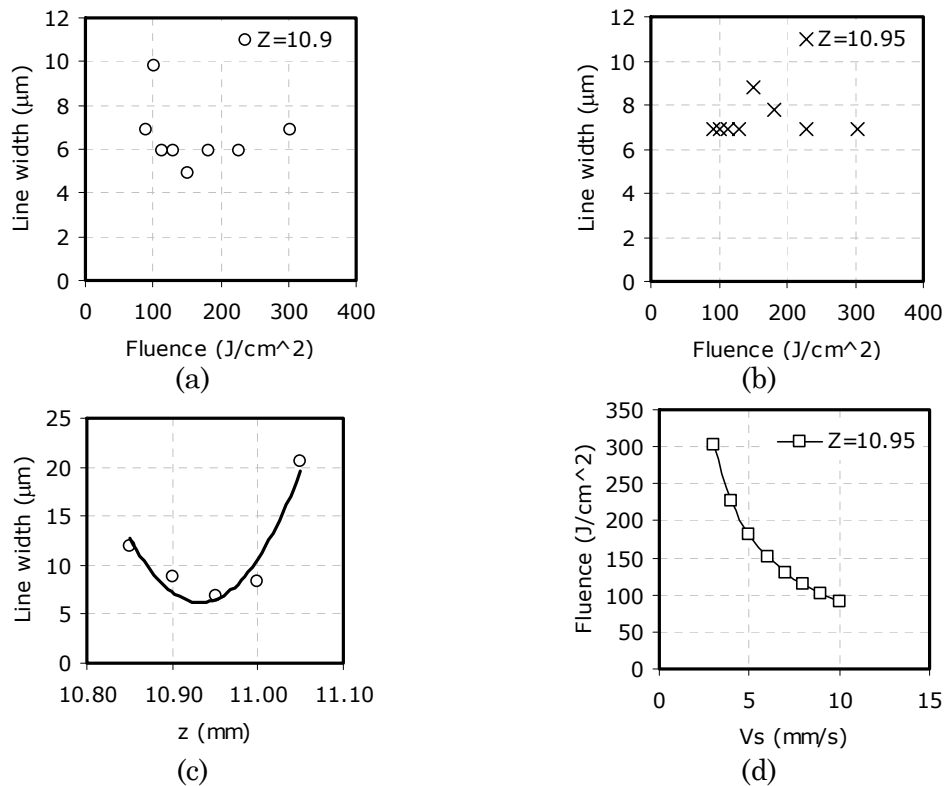 12
10
8
6
4
2
0
Line width (μm)
Z=10.9
0 100 200 300 400
Fluence (J/cm^2)
(a)
12
10
8
6
4
2
0
Line width (μm)
Z=10.95
0 100 200 300 400
Fluence (J/cm^2)
(b)
25
20
15
10
5
0
Line width (μm)
10.80 10.90 11.00 11.10
z (mm)
(c)
350
300
250
200
150
100
50
0
Fluence (J/cm^2)
Z=10.95
0 5 10 15
Vs (mm/s)
(d)